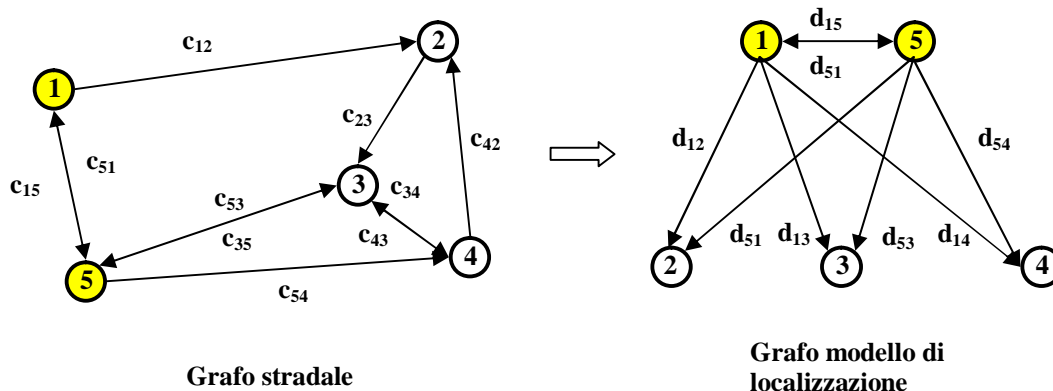 c12
2
1
c23
c42
c51
c15
3
c34
c53
c35
c43
4
5
c54
Grafo stradale
d15
1
5
d51
d12
d54
d51
d13
d53
d14
2
3
4
Grafo modello di
localizzazione